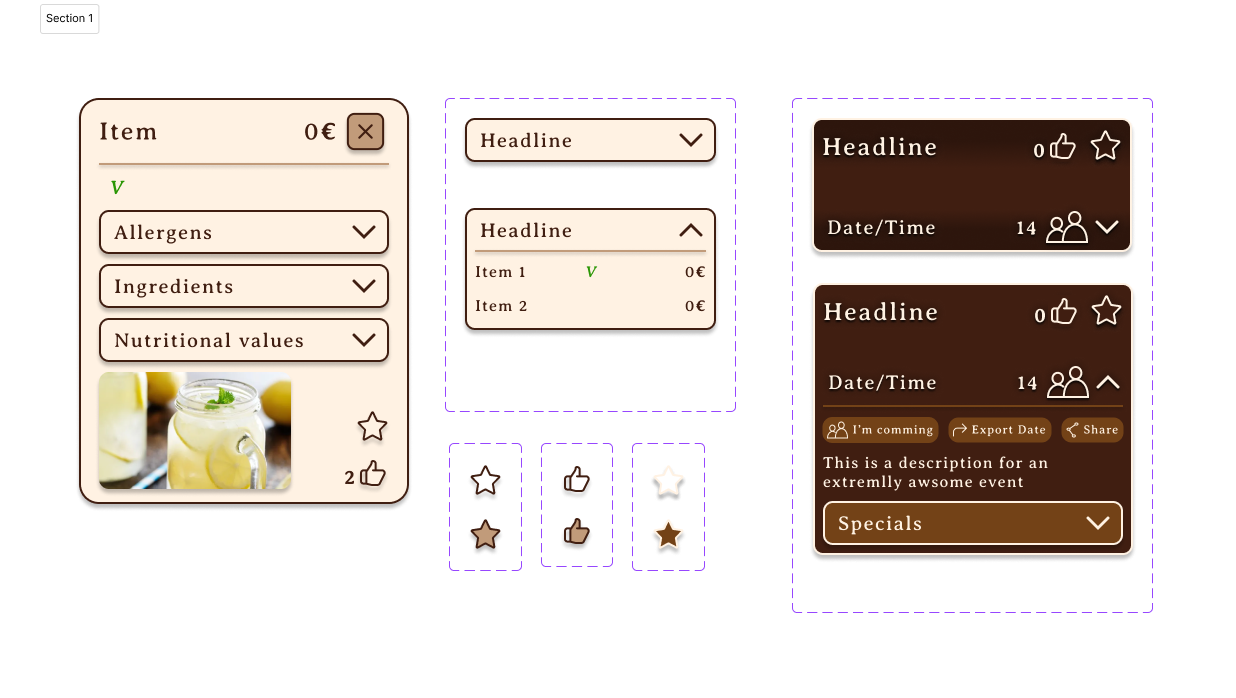 Section 1
Item 0€
V
Allergens
Ingredients
Nutritional values
2
Headline
Headline
Item 1 V 0€
Item 2 0€
Headline 0
Date/Time 14
Headline 0
Date/Time 14
I'm comming Export Date Share
This is a description for an
extremlly awsome event
Specials